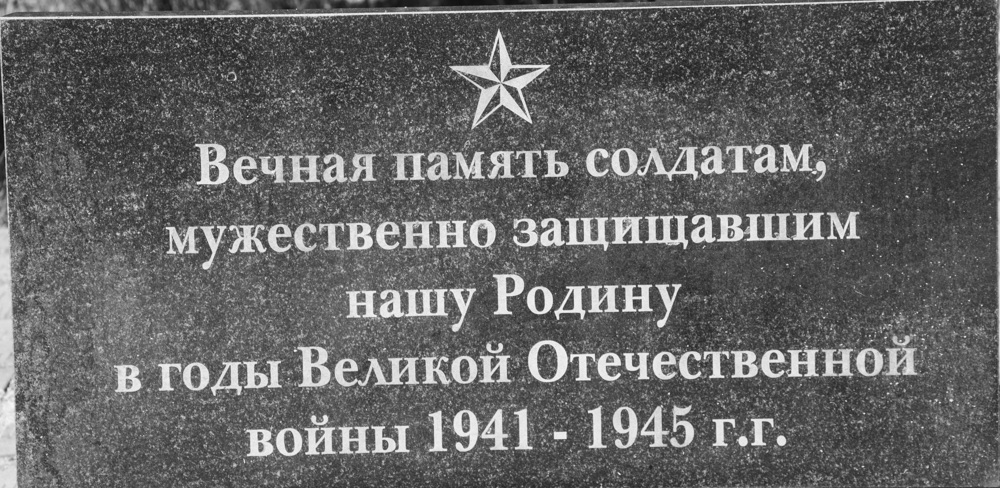 Вечная память солдатам,
мужественно защищавшим
нашу Родину
в годы Великой Отечественной
войны 1941 - 1945 г.г.